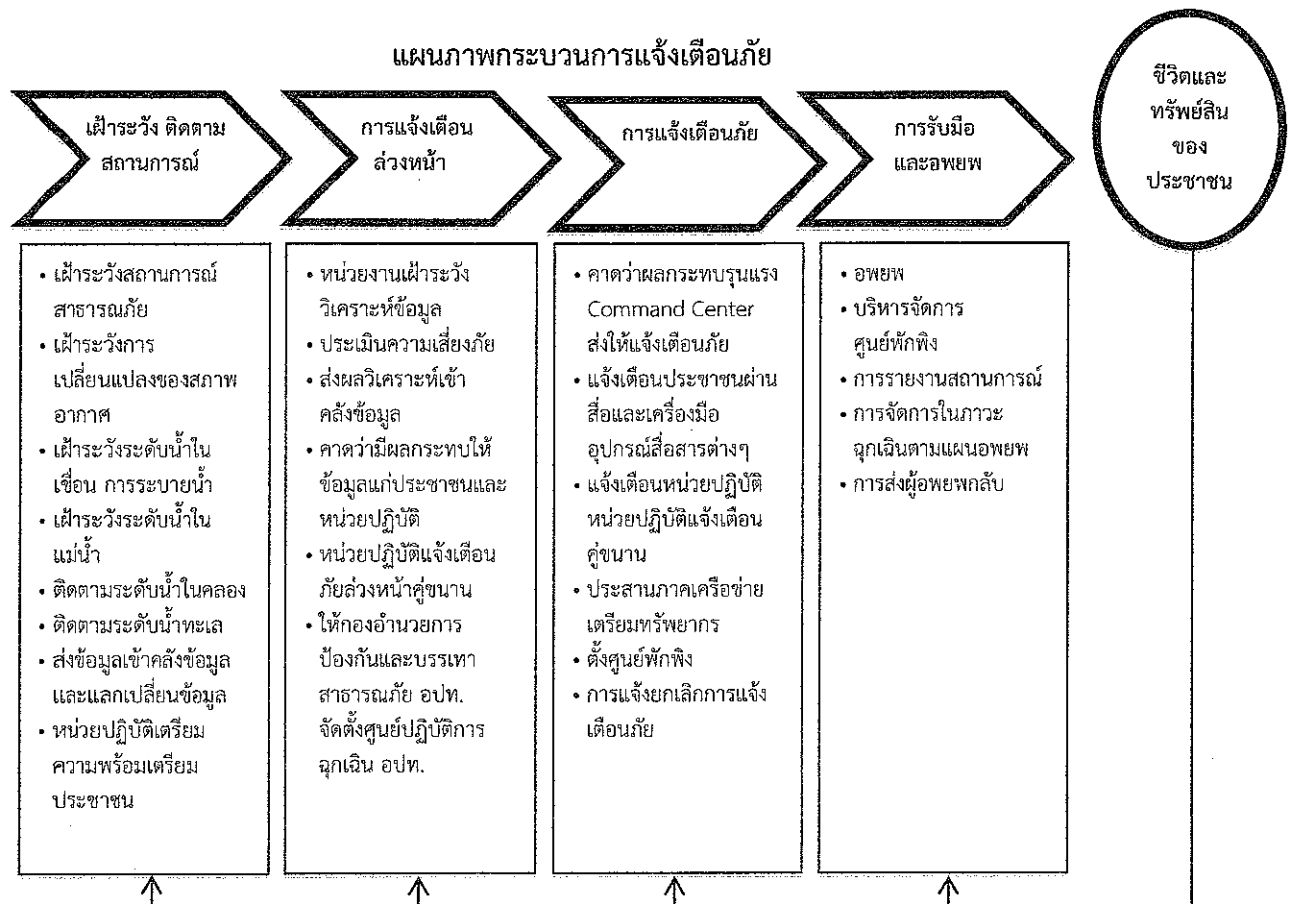 แผนภาพกระบวนการแจ้งเตือนภัย
เฝ้าระวัง ติดตาม
สถานการณ์
การแจ้งเตือน
ล่วงหน้า
การแจ้งเตือนภัย
การรับมือ
และอพยพ
ชีวิตและ
ทรัพย์สิน
ของ
ประชาชน
• เฝ้าระวังสถานการณ์
สาธารณภัย
• เฝ้าระวังการ
เปลี่ยนแปลงของสภาพ
อากาศ
• เฝ้าระวังระดับน้ำใน
เขื่อน การระบายน้ำ
• เฝ้าระวังระดับน้ำใน
แม่น้ำ
• ติดตามระดับน้ำในคลอง
• ติดตามระดับน้ำทะเล
• ส่งข้อมูลเข้าคลังข้อมูล
และแลกเปลี่ยนข้อมูล
• หน่วยปฏิบัติเตรียม
ความพร้อมเตรียม
ประชาชน
• หน่วยงานเฝ้าระวัง
วิเคราะห์ข้อมูล
• ประเมินความเสี่ยงภัย
• ส่งผลวิเคราะห์เข้า
คลังข้อมูล
• คาดว่ามีผลกระทบให้
ข้อมูลแก่ประชาชนและ
หน่วยปฏิบัติ
• หน่วยปฏิบัติแจ้งเตือน
ภัยล่วงหน้าคู่ขนาน
• ให้กองอำนวยการ
ป้องกันและบรรเทา
สาธารณภัย อปท.
จัดตั้งศูนย์ปฏิบัติการ
ฉุกเฉิน อปท.
• คาดว่าผลกระทบรุนแรง
Command Center
ส่งให้แจ้งเตือนภัย
• แจ้งเตือนประชาชนผ่าน
สื่อและเครื่องมือ
อุปกรณ์สื่อสารต่างๆ
• แจ้งเตือนหน่วยปฏิบัติ
หน่วยปฏิบัติแจ้งเตือน
คู่ขนาน
• ประสานภาคเครือข่าย
เตรียมทรัพยากร
• ตั้งศูนย์พักพิง
• การแจ้งยกเลิกการแจ้ง
เตือนภัย
• อพยพ
• บริหารจัดการ
ศูนย์พักพิง
• การรายงานสถานการณ์
• การจัดการในภาวะ
ฉุกเฉินตามแผนอพยพ
• การส่งผู้อพยพกลับ